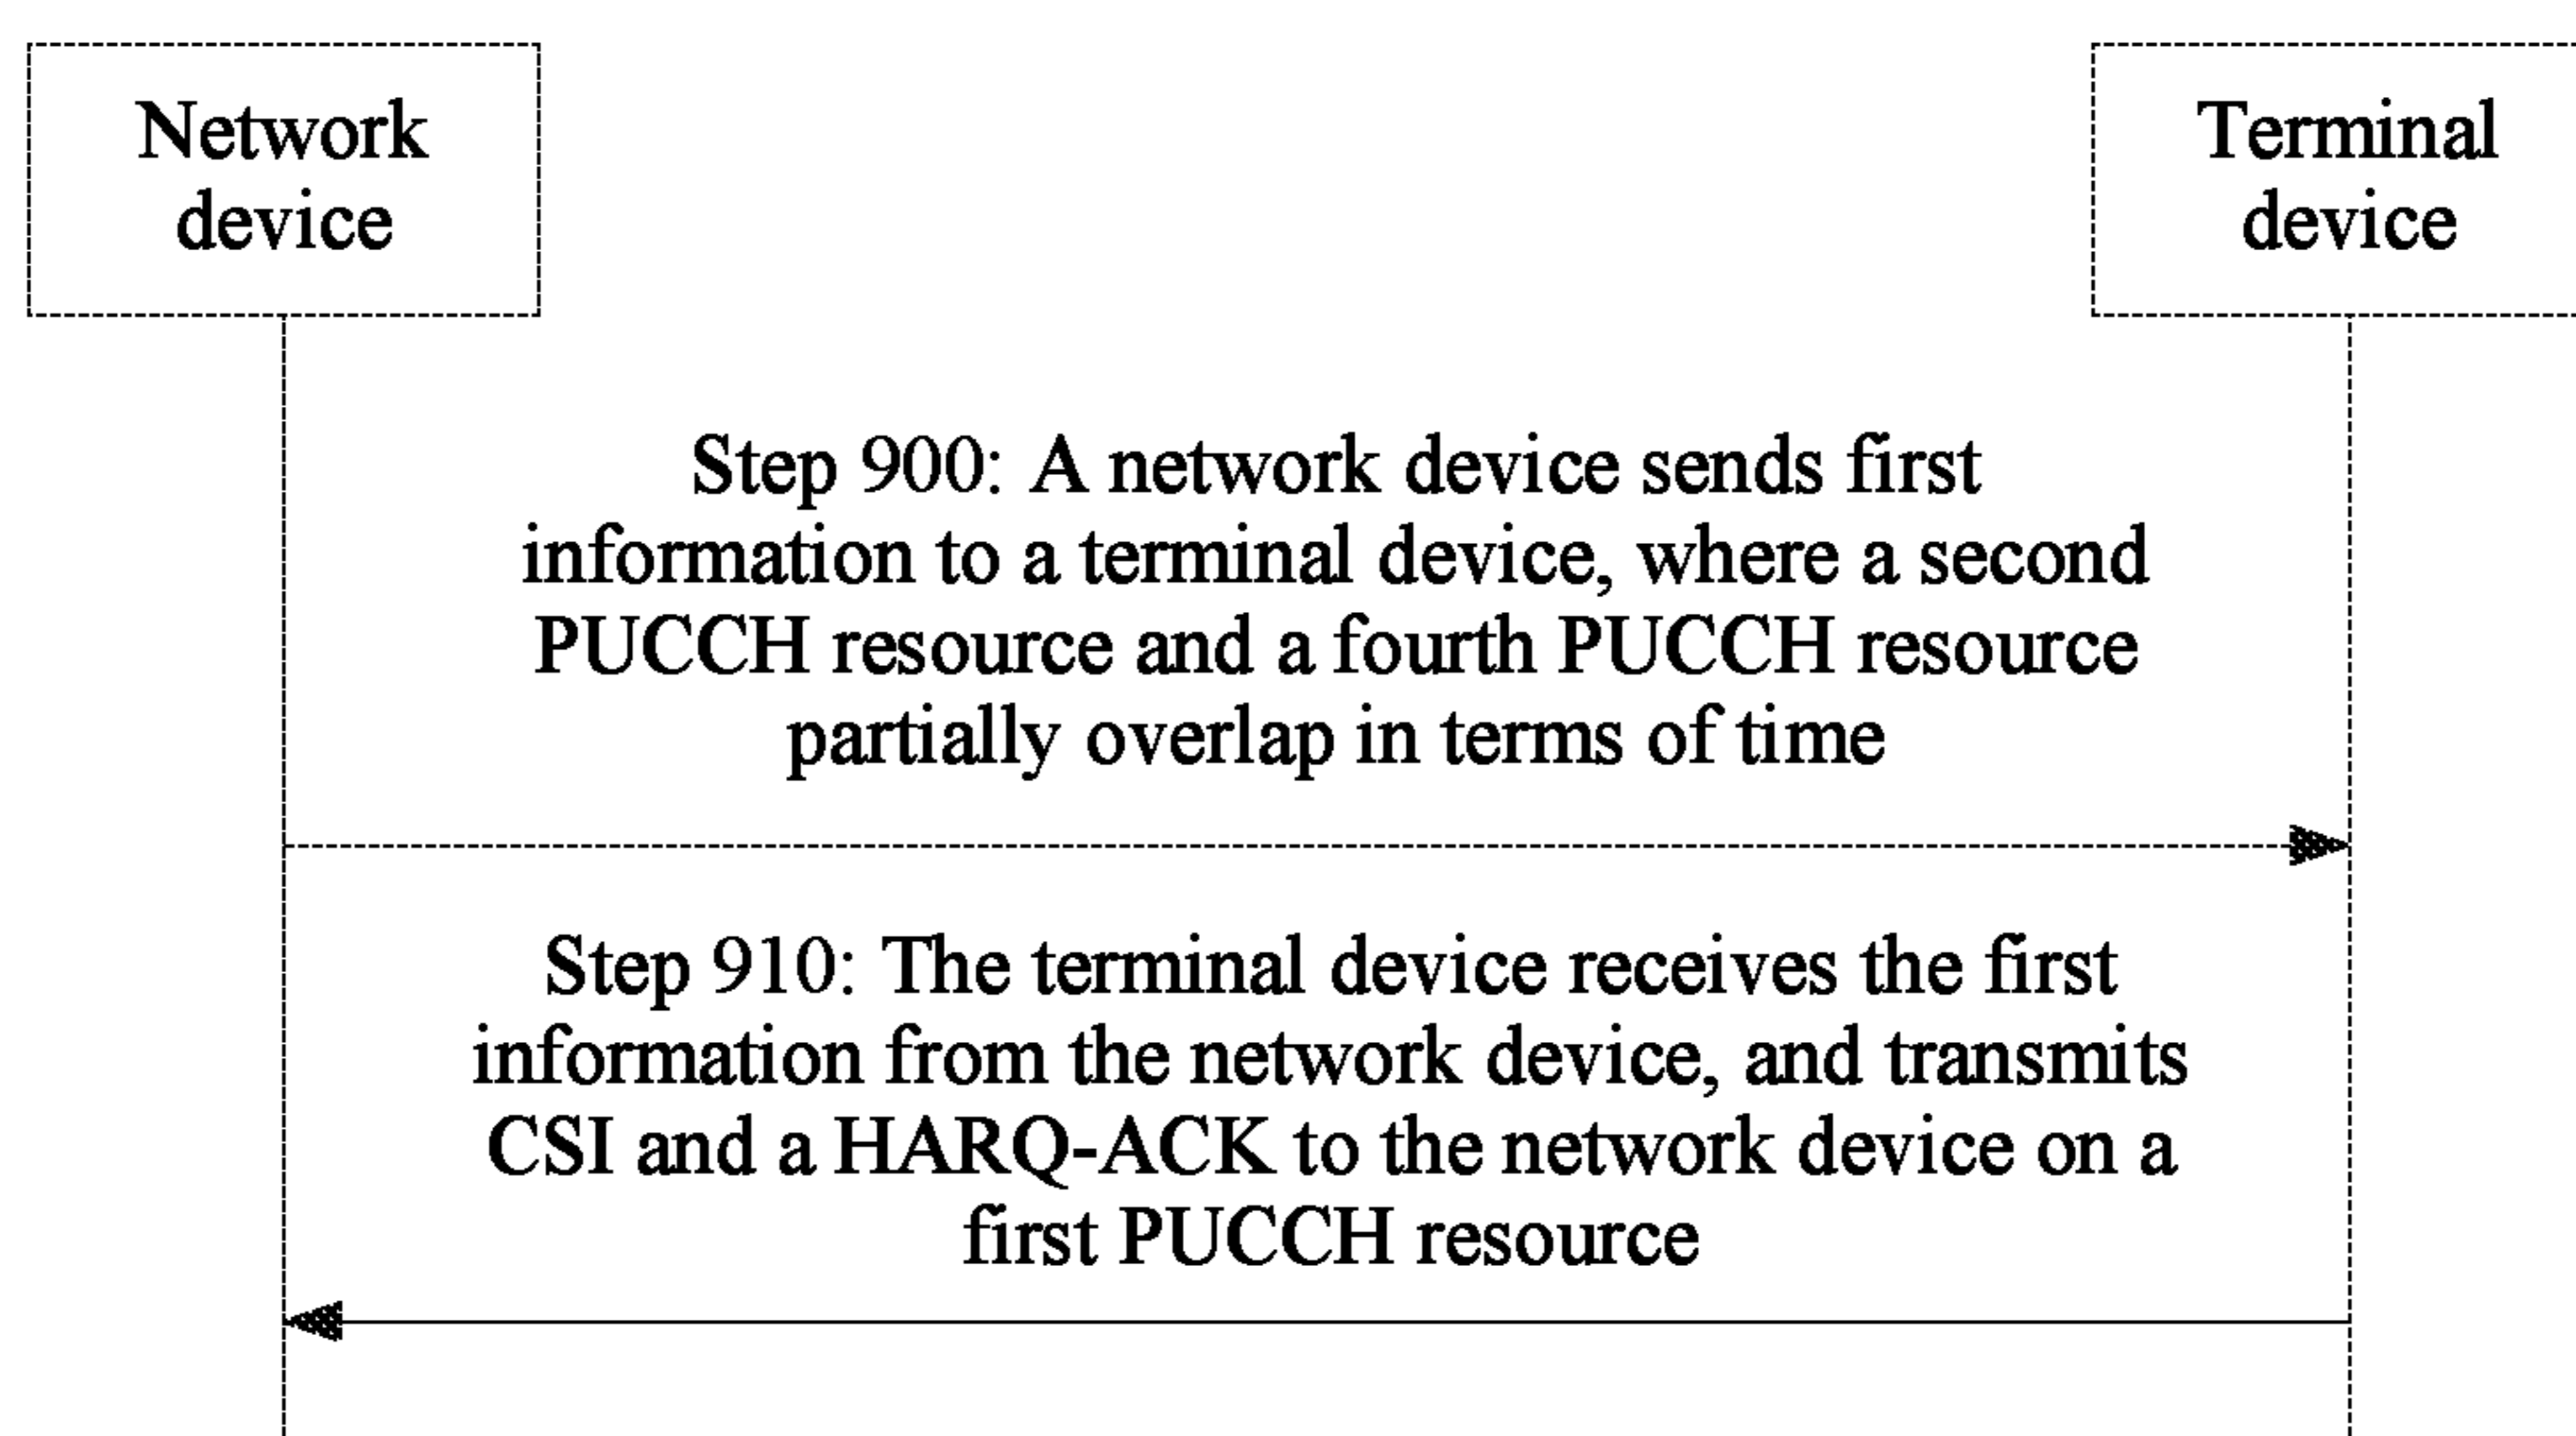 Network
device
Terminal
device
Step 900: A network device sends first
information to a terminal device, where a second
PUCCH resource and a fourth PUCCH resource
partially overlap in terms of time
Step 910: The terminal device receives the first
information from the network device, and transmits
CSI and a HARQ-ACK to the network device on a
first PUCCH resource